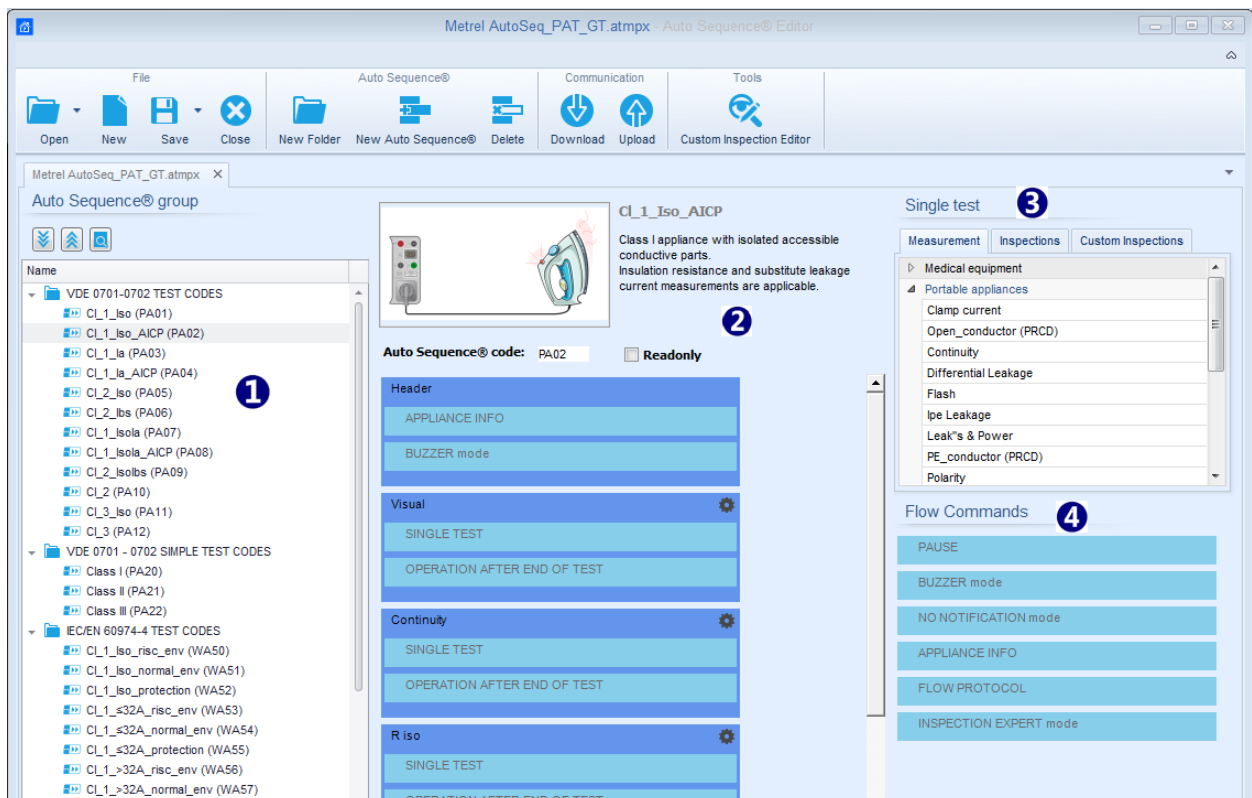 Metrel AutoSeq_PAT_GT.atmpx - Auto Sequence® Editor
File
Auto Sequence®
Communication
Tools
Open
New
Save
Close
New Folder
New Auto Sequence®
Delete
Download
Upload
Custom Inspection Editor
Metrel AutoSeq_PAT_GT.atmpx X
Auto Sequence® group
Name
VDE 0701-0702 TEST CODES
Cl_1_Iso (PA01)
Cl_1_Iso_AICP (PA02)
Cl_1_Ia (PA03)
Cl_1_Ia_AICP (PA04)
Cl_2_Iso (PA05)
Cl_2_Ibs (PA06)
Cl_1_Isola (PA07)
Cl_1_Isola_AICP (PA08)
Cl_2_Isolbs (PA09)
Cl_2 (PA10)
Cl_3_Iso (PA11)
Cl_3 (PA12)
VDE 0701 - 0702 SIMPLE TEST CODES
Class I (PA20)
Class II (PA21)
Class III (PA22)
IEC/EN 60974-4 TEST CODES
Cl_1_Iso_risc_env (WA50)
Cl_1_Iso_normal_env (WA51)
Cl_1_Iso_protection (WA52)
Cl_1_≤32A_risc_env (WA53)
Cl_1_≤32A_normal_env (WA54)
Cl_1_≤32A_protection (WA55)
Cl_1_>32A_risc_env (WA56)
Cl_1_>32A_normal_env (WA57)
1
Cl_1_Iso_AICP
Class I appliance with isolated accessible
conductive parts.
Insulation resistance and substitute leakage
current measurements are applicable.
2
Auto Sequence® code: PA02
Readonly
Header
APPLIANCE INFO
BUZZER mode
Visual
SINGLE TEST
OPERATION AFTER END OF TEST
Continuity
SINGLE TEST
OPERATION AFTER END OF TEST
R iso
SINGLE TEST
OPERATION AFTER END OF TEST
Single test
3
Measurement
Inspections
Custom Inspections
Medical equipment
Portable appliances
Clamp current
Open_conductor (PRCD)
Continuity
Differential Leakage
Flash
Ipe Leakage
Leak"s & Power
PE_conductor (PRCD)
Polarity
Flow Commands
4
PAUSE
BUZZER mode
NO NOTIFICATION mode
APPLIANCE INFO
FLOW PROTOCOL
INSPECTION EXPERT mode